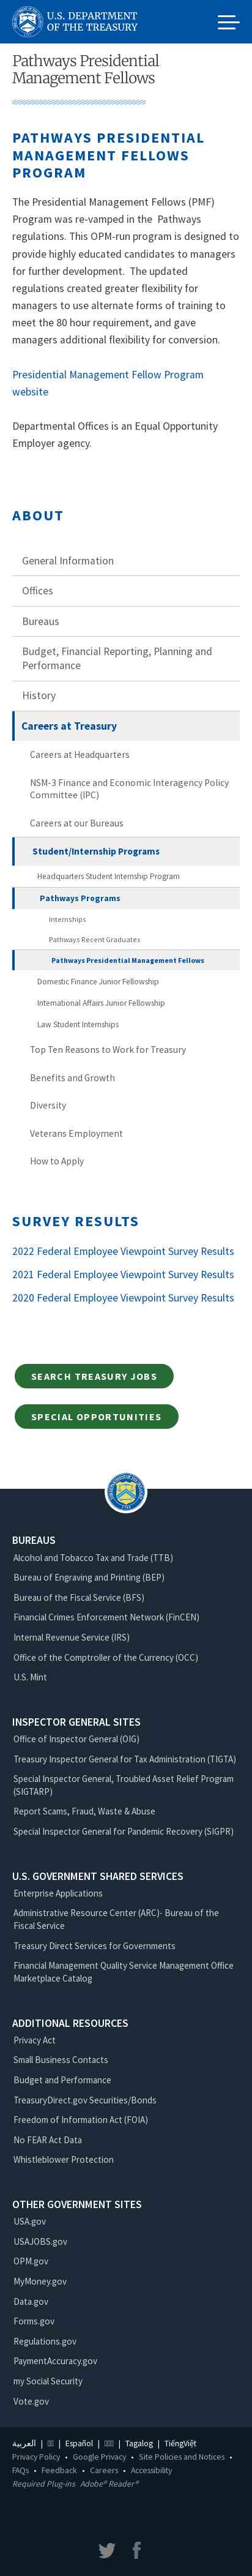 U.S. DEPARTMENT
OF THE TREASURY
Pathways Presidential
Management Fellows
PATHWAYS PRESIDENTIAL
MANAGEMENT FELLOWS
PROGRAM
The Presidential Management Fellows (PMF)
Program was re-vamped in the  Pathways
regulations. This OPM-run program is designed to
provide highly educated candidates to managers
for further development.  The updated
regulations created greater flexibility for
managers to use alternate forms of training to
meet the 80 hour requirement, and gave
managers additional flexibility for conversion.
Presidential Management Fellow Program
website
Departmental Offices is an Equal Opportunity
Employer agency.
ABOUT
General Information
Offices
Bureaus
Budget, Financial Reporting, Planning and
Performance
History
Careers at Treasury
Careers at Headquarters
NSM-3 Finance and Economic Interagency Policy
Committee (IPC)
Careers at our Bureaus
Student/Internship Programs
Headquarters Student Internship Program
Pathways Programs
Internships
Pathways Recent Graduates
Pathways Presidential Management Fellows
Domestic Finance Junior Fellowship
International Affairs Junior Fellowship
Law Student Internships
Top Ten Reasons to Work for Treasury
Benefits and Growth
Diversity
Veterans Employment
How to Apply
SURVEY RESULTS
2022 Federal Employee Viewpoint Survey Results
2021 Federal Employee Viewpoint Survey Results
2020 Federal Employee Viewpoint Survey Results
SEARCH TREASURY JOBS
SPECIAL OPPORTUNITIES
BUREAUS
Alcohol and Tobacco Tax and Trade (TTB)
Bureau of Engraving and Printing (BEP)
Bureau of the Fiscal Service (BFS)
Financial Crimes Enforcement Network (FinCEN)
Internal Revenue Service (IRS)
Office of the Comptroller of the Currency (OCC)
U.S. Mint
INSPECTOR GENERAL SITES
Office of Inspector General (OIG)
Treasury Inspector General for Tax Administration (TIGTA)
Special Inspector General, Troubled Asset Relief Program
(SIGTARP)
Report Scams, Fraud, Waste & Abuse
Special Inspector General for Pandemic Recovery (SIGPR)
U.S. GOVERNMENT SHARED SERVICES
Enterprise Applications
Administrative Resource Center (ARC)- Bureau of the
Fiscal Service
Treasury Direct Services for Governments
Financial Management Quality Service Management Office
Marketplace Catalog
ADDITIONAL RESOURCES
Privacy Act
Small Business Contacts
Budget and Performance
TreasuryDirect.gov Securities/Bonds
Freedom of Information Act (FOIA)
No FEAR Act Data
Whistleblower Protection
OTHER GOVERNMENT SITES
USA.gov
USAJOBS.gov
OPM.gov
MyMoney.gov
Data.gov
Forms.gov
Regulations.gov
PaymentAccuracy.gov
my Social Security
Vote.gov
العربية | | Español | | Tagalog | TiếngViệt
Privacy Policy • Google Privacy • Site Policies and Notices •
FAQs • Feedback • Careers • Accessibility
Required Plug-ins Adobe® Reader®